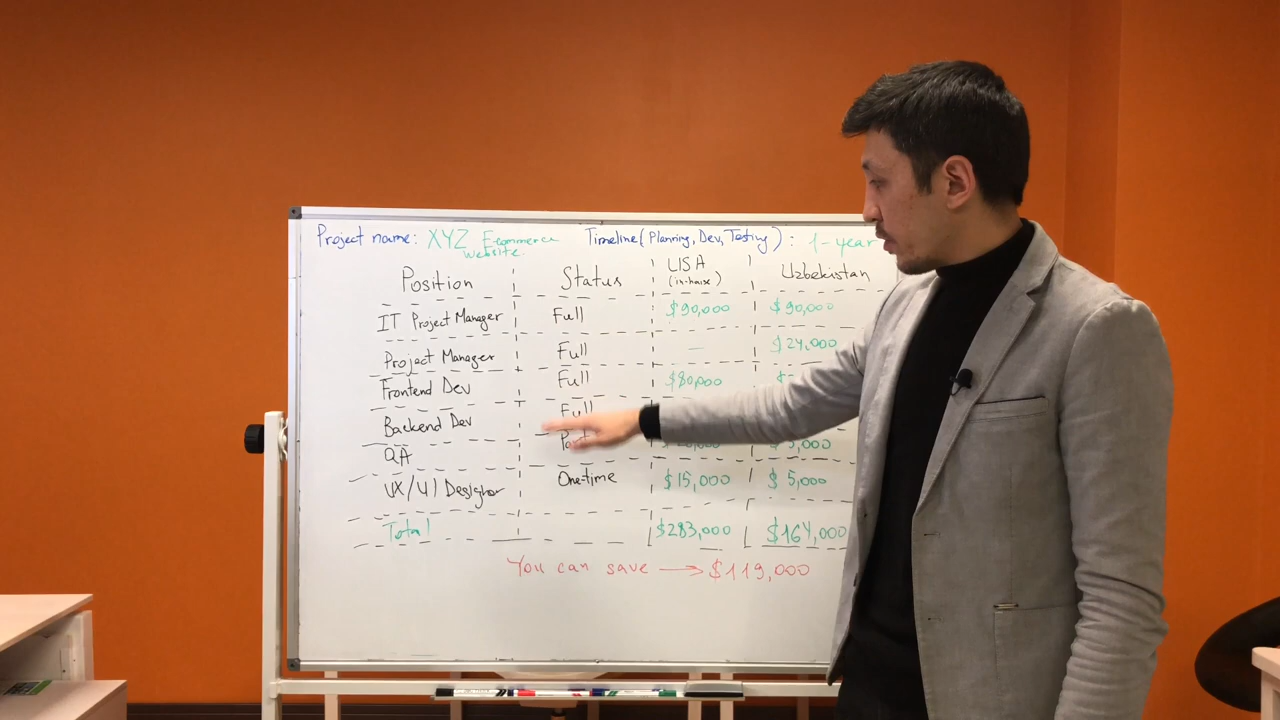 Project name: XYZ Ecommerce website. Timeline(Planning, Dev, Testing): 1-year
Position Status USA (in-house) Uzbekistan
IT Project Manager Full $90,000 $90,000
Project Manager Full — $24,000
Frontend Dev Full $80,000 $-
Backend Dev Full
QA
UX/UI Designer One-time $15,000 $5,000
Total $283,000 $164,000
You can save → $119,000